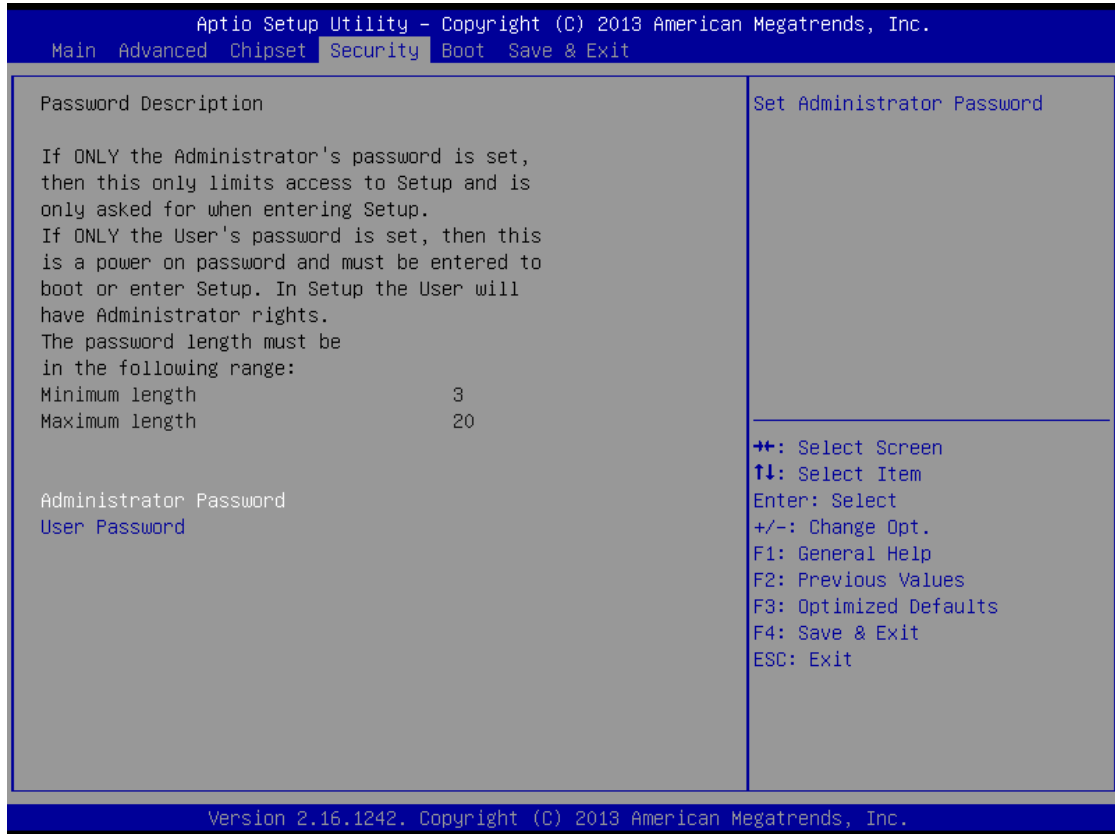 Aptio Setup Utility – Copyright (C) 2013 American Megatrends, Inc.
Main Advanced Chipset Security Boot Save & Exit
Password Description
If ONLY the Administrator's password is set,
then this only limits access to Setup and is
only asked for when entering Setup.
If ONLY the User's password is set, then this
is a power on password and must be entered to
boot or enter Setup. In Setup the User will
have Administrator rights.
The password length must be
in the following range:
Minimum length 3
Maximum length 20
Administrator Password
User Password
Set Administrator Password
→←: Select Screen
↑↓: Select Item
Enter: Select
+/-: Change Opt.
F1: General Help
F2: Previous Values
F3: Optimized Defaults
F4: Save & Exit
ESC: Exit
Version 2.16.1242. Copyright (C) 2013 American Megatrends, Inc.